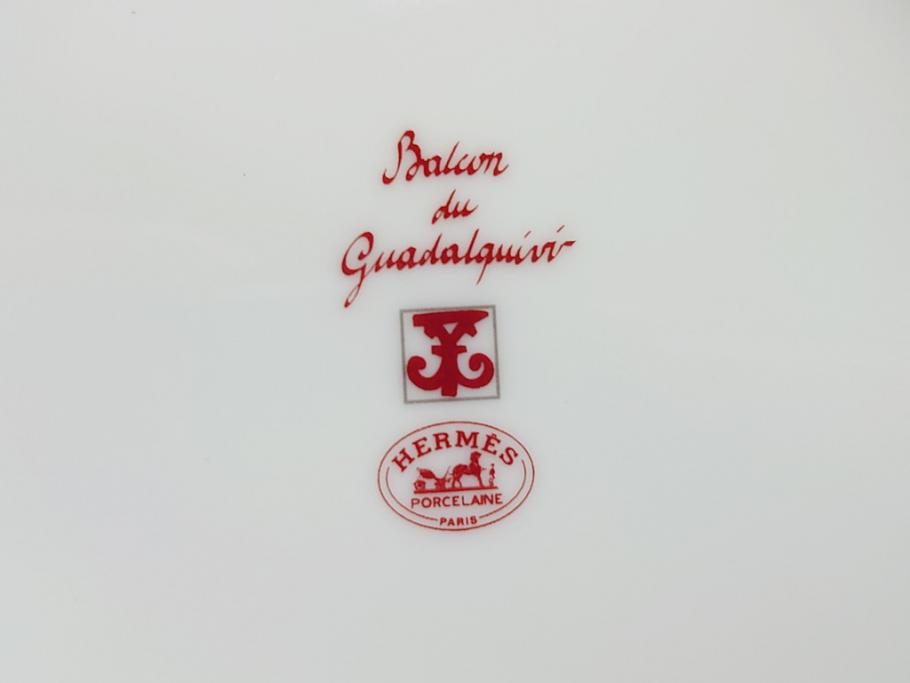 Balcon
du
Guadalquivir
HERMÈS
PORCELAINE
PARIS